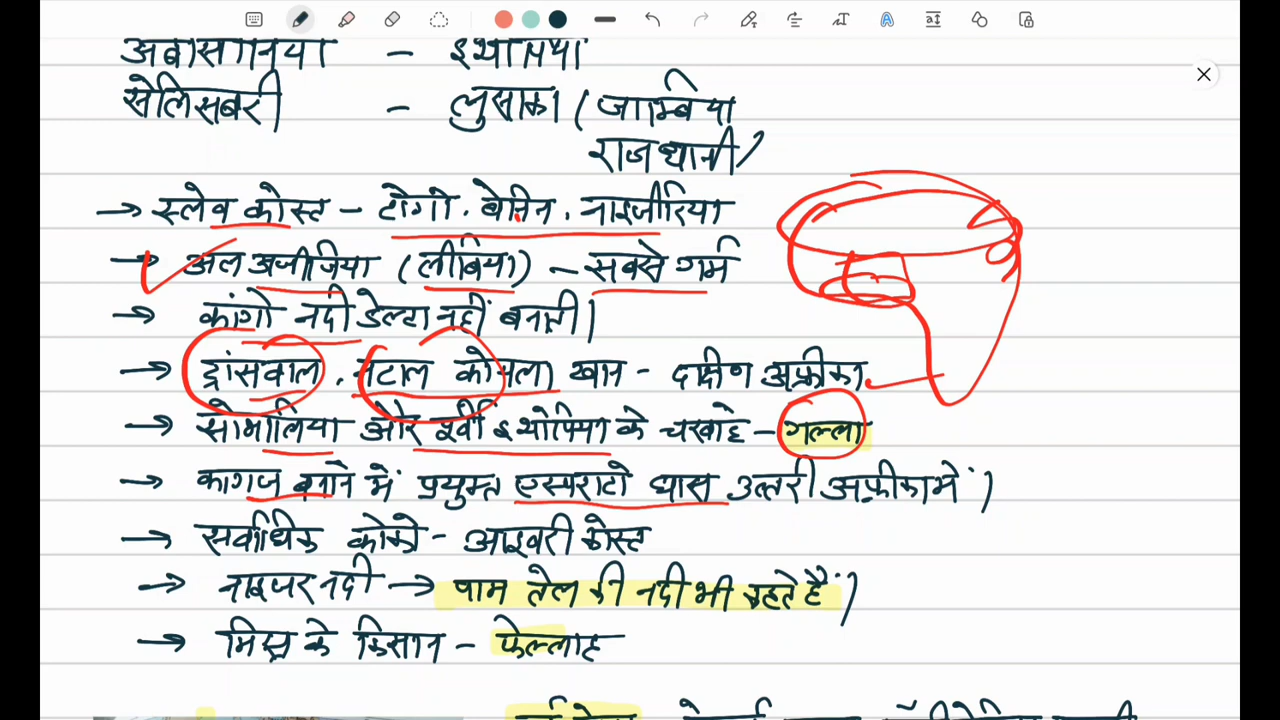 अबीसीनिया - इथोपिया
सेलिसबरी - लुसाका (जाम्बिया
राजधानी)
→ स्लेव कोस्ट - टोगो, बेनिन, नाइजीरिया
→ अल अजीजिया (लीबिया) - सबसे गर्म
→ कांगो नदी डेल्टा नहीं बनाती।
→ ट्रांसवाल, नटाल कोयला खान - दक्षिण अफ्रीका
→ सोमालिया और पूर्वी इथोपिया के चरवाहे - गल्ला
→ कागज बनाने में प्रयुक्त एस्पराटो घास उत्तरी अफ्रीका में)
→ सर्वाधिक कोको - आइवरी कोस्ट
→ नाइजर नदी → पाम तेल की नदी भी कहते हैं)
→ मिस्र के किसान - फेल्लाह